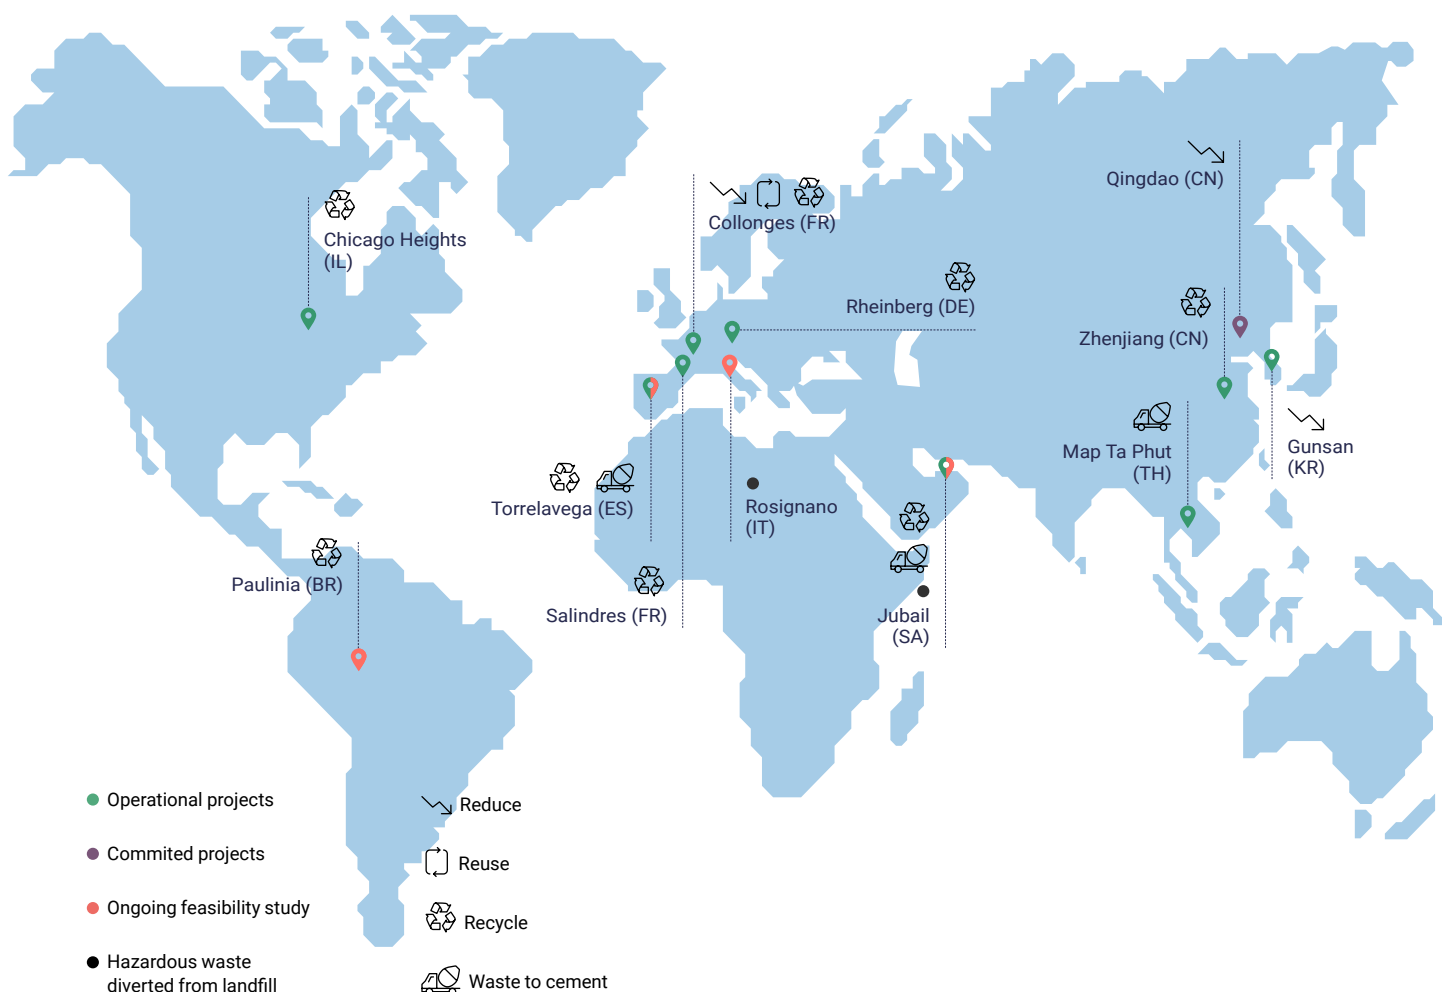 Qingdao (CN)
Collonges (FR)
Chicago Heights
(IL)
Rheinberg (DE)
Zhenjiang (CN)
Map Ta Phut
(TH)
Gunsan
(KR)
Torrelavega (ES)
Rosignano
(IT)
Paulinia (BR)
Salindres (FR)
Jubail
(SA)
Operational projects
Commited projects
Ongoing feasibility study
Hazardous waste
diverted from landfill
Reduce
Reuse
Recycle
Waste to cement